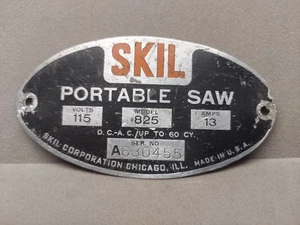 SKIL
PORTABLE SAW
VOLTS MODEL AMPS
115 825 13
D.C.-A.C./UP TO 60 CY.
SER. NO.
A630455
SKIL CORPORATION CHICAGO, ILL. MADE IN U.S.A.